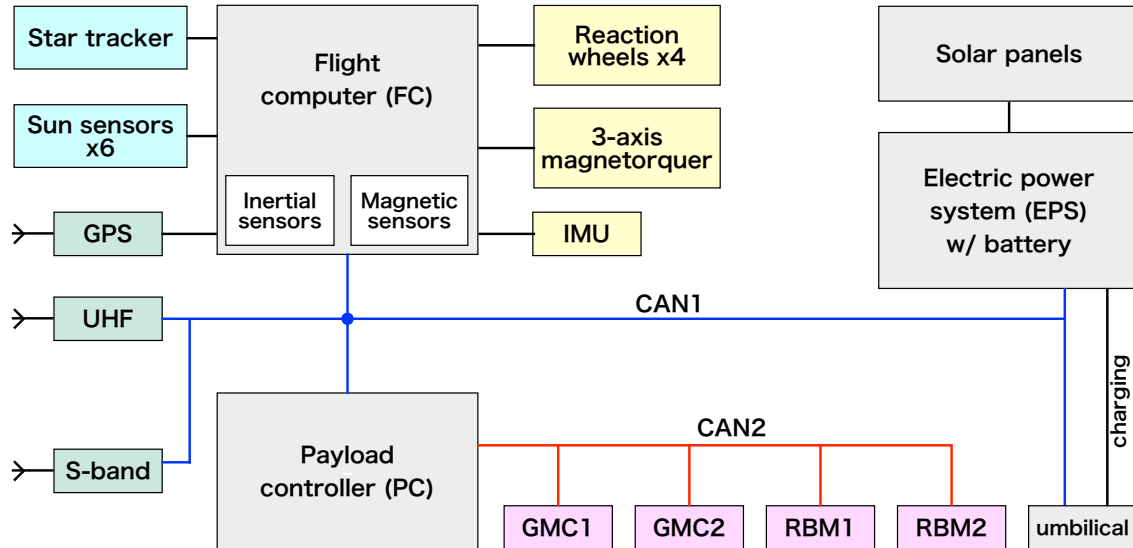 Star tracker
Sun sensors
x6
GPS
UHF
S-band
Flight
computer (FC)
Inertial
sensors
Magnetic
sensors
Reaction
wheels x4
3-axis
magnetorquer
IMU
Solar panels
Electric power
system (EPS)
w/ battery
CAN1
charging
Payload
controller (PC)
CAN2
GMC1
GMC2
RBM1
RBM2
umbilical